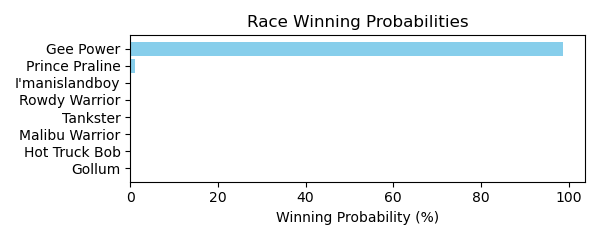 Race Winning Probabilities
Gee Power
Prince Praline
I'manislandboy
Rowdy Warrior
Tankster
Malibu Warrior
Hot Truck Bob
Gollum
0 20 40 60 80 100
Winning Probability (%)